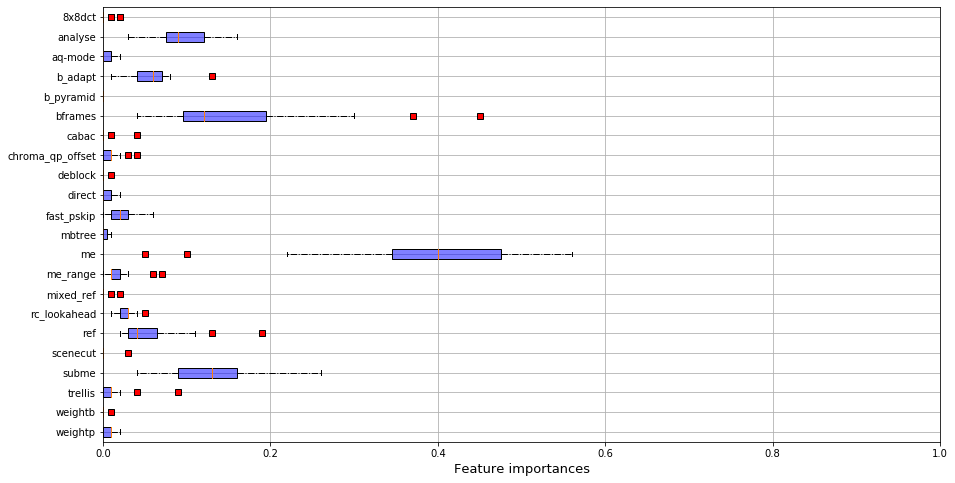 8x8dct
analyse
aq-mode
b_adapt
b_pyramid
bframes
cabac
chroma_qp_offset
deblock
direct
fast_pskip
mbtree
me
me_range
mixed_ref
rc_lookahead
ref
scenecut
subme
trellis
weightb
weightp
0.0 0.2 0.4 0.6 0.8 1.0
Feature importances